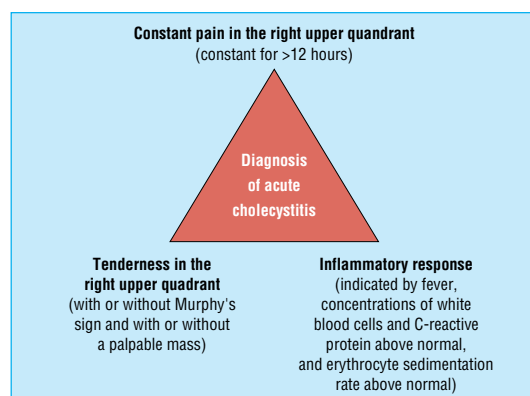 Constant pain in the right upper quandrant
(constant for >12 hours)
Diagnosis
of acute
cholecystitis
Tenderness in the
right upper quadrant
(with or without Murphy's
sign and with or without
a palpable mass)
Inflammatory response
(indicated by fever,
concentrations of white
blood cells and C-reactive
protein above normal,
and erythrocyte sedimentation
rate above normal)